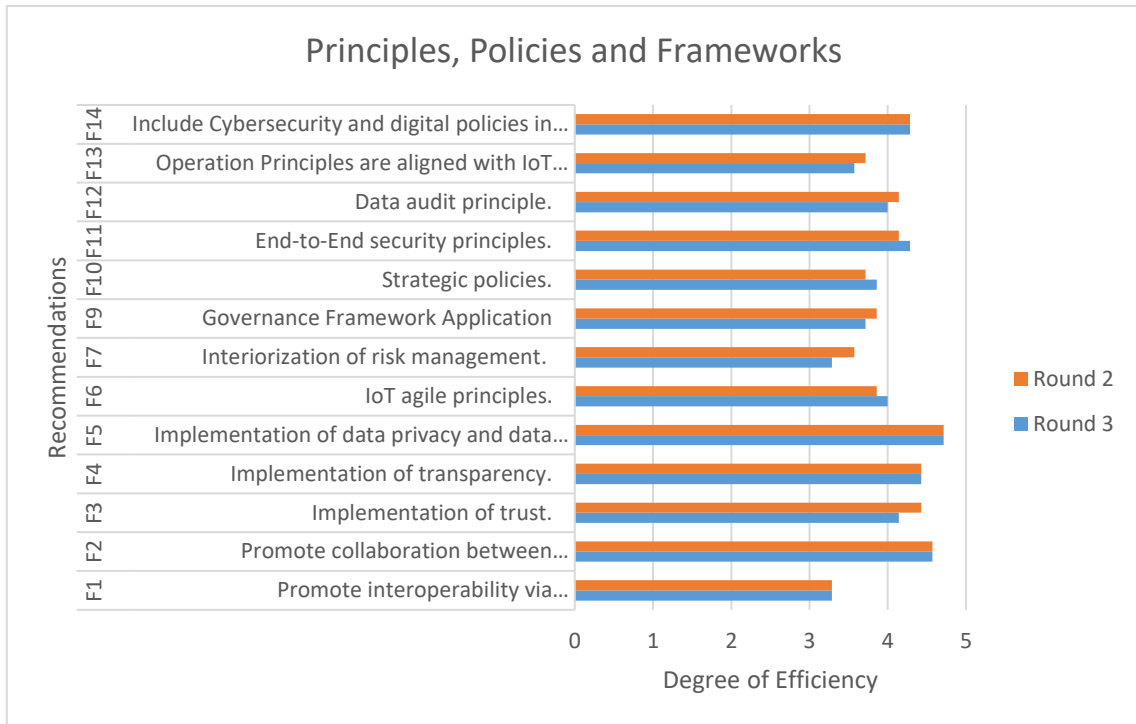 Principles, Policies and Frameworks
Recommendations
F14 Include Cybersecurity and digital policies in…
F13 Operation Principles are aligned with IoT…
F12 Data audit principle.
F11 End-to-End security principles.
F10 Strategic policies.
F9 Governance Framework Application
F7 Interiorization of risk management.
F6 IoT agile principles.
F5 Implementation of data privacy and data…
F4 Implementation of transparency.
F3 Implementation of trust.
F2 Promote collaboration between…
F1 Promote interoperability via…
0 1 2 3 4 5
Degree of Efficiency
Round 2
Round 3